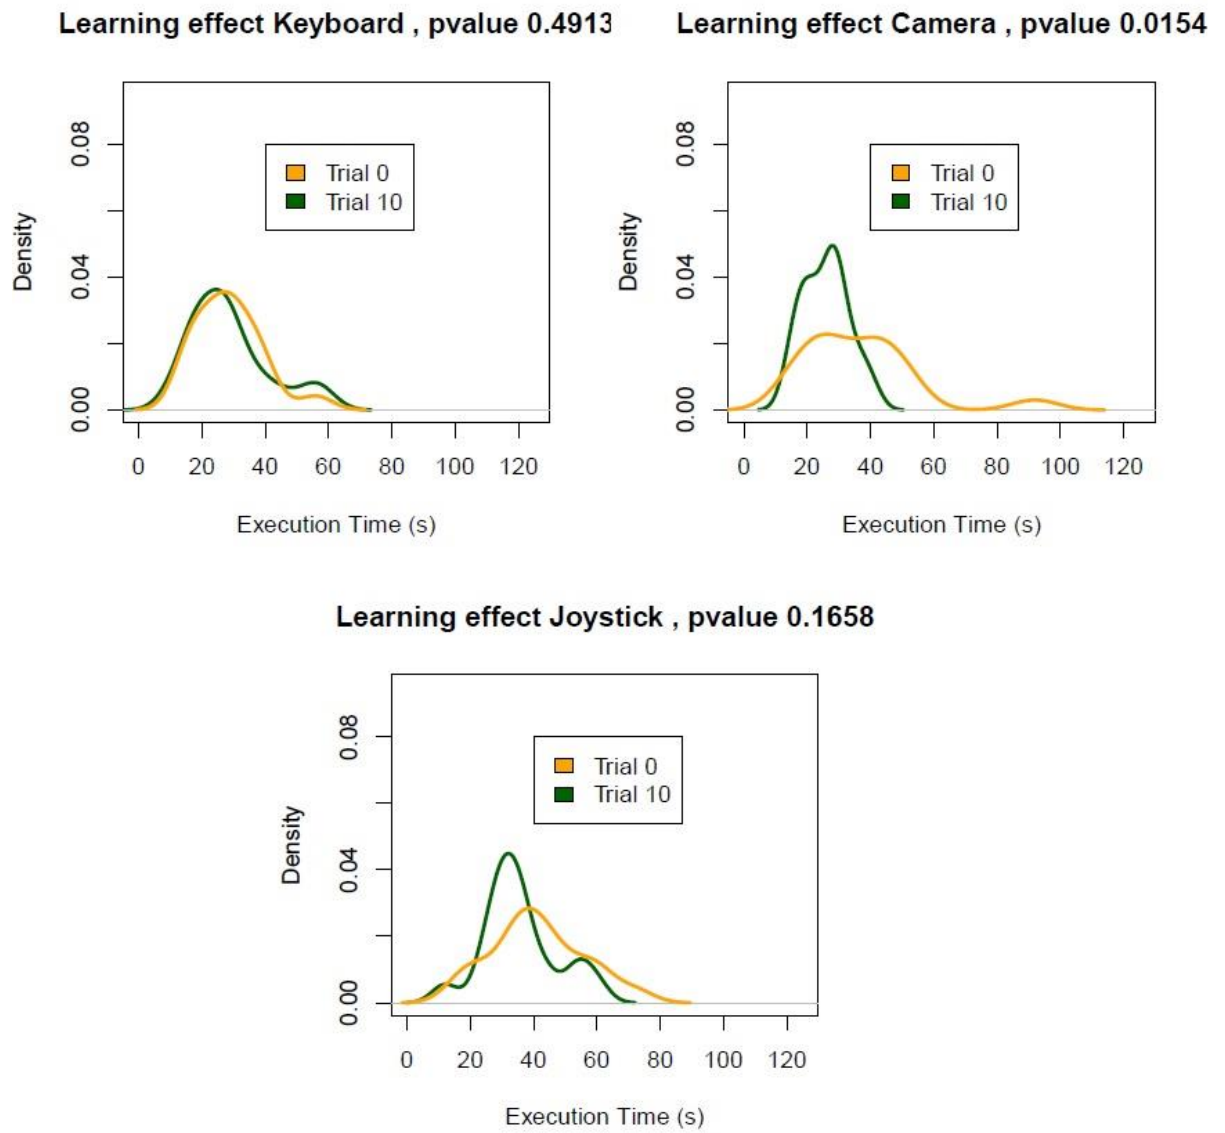 Learning effect Keyboard , pvalue 0.4913
Density
0.00 0.04 0.08
Trial 0
Trial 10
0 20 40 60 80 100 120
Execution Time (s)
Learning effect Camera , pvalue 0.0154
Density
0.00 0.04 0.08
Trial 0
Trial 10
0 20 40 60 80 100 120
Execution Time (s)
Learning effect Joystick , pvalue 0.1658
Density
0.00 0.04 0.08
Trial 0
Trial 10
0 20 40 60 80 100 120
Execution Time (s)